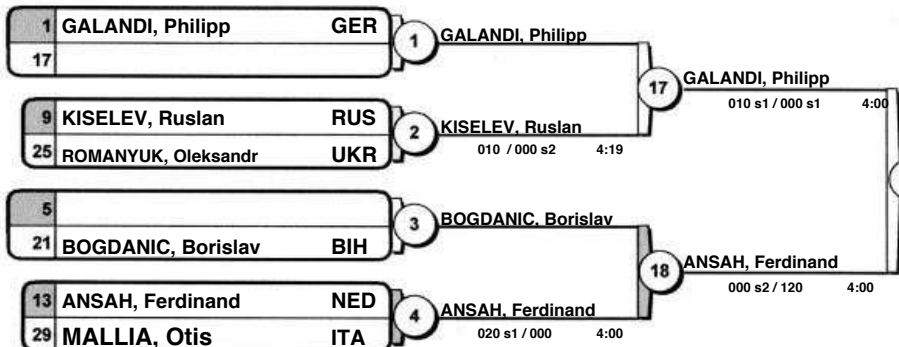 1 GALANDI, Philipp GER
17
1 GALANDI, Philipp
9 KISELEV, Ruslan RUS
25 ROMANYUK, Oleksandr UKR
2 KISELEV, Ruslan
010 / 000 s2 4:19
17 GALANDI, Philipp
010 s1 / 000 s1 4:00
5
21 BOGDANIC, Borislav BIH
3 BOGDANIC, Borislav
13 ANSAH, Ferdinand NED
29 MALLIA, Otis ITA
4 ANSAH, Ferdinand
020 s1 / 000 4:00
18 ANSAH, Ferdinand
000 s2 / 120 4:00